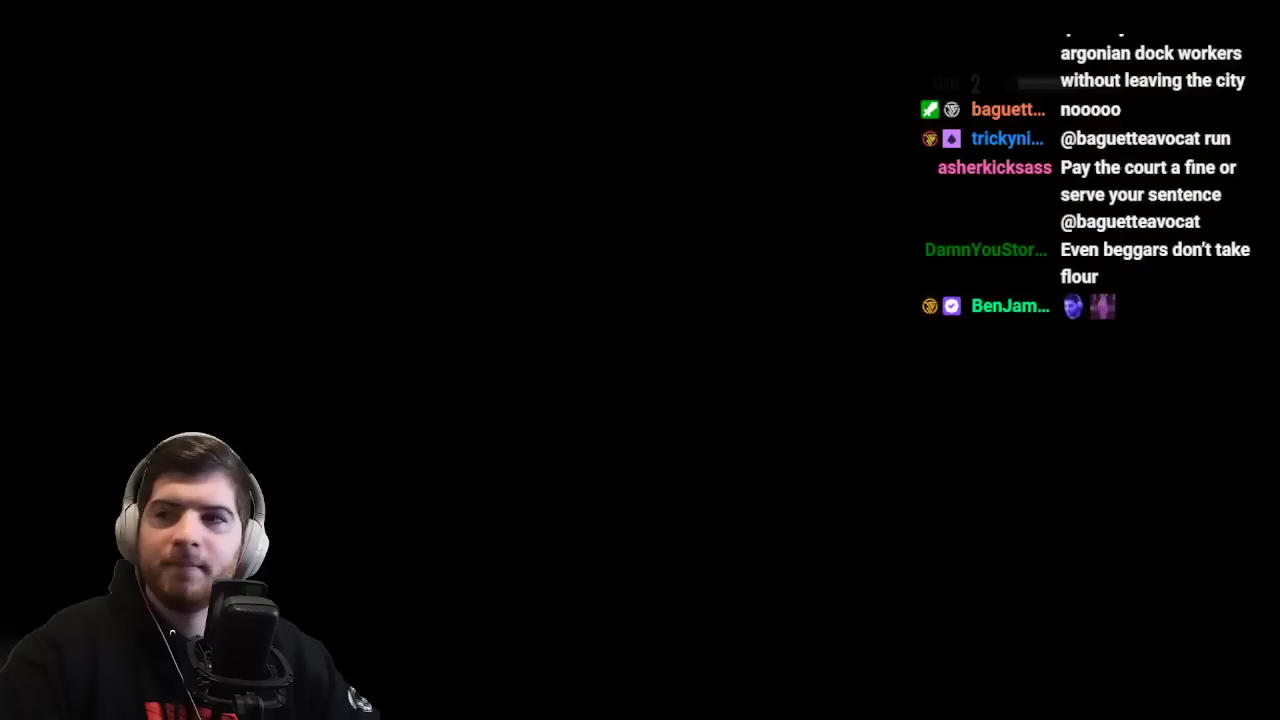 argonian dock workers
without leaving the city
2
baguett... nooooo
trickyni... @baguetteavocat run
asherkicksass Pay the court a fine or
serve your sentence
@baguetteavocat
DamnYouStor... Even beggars don't take
flour
BenJam...